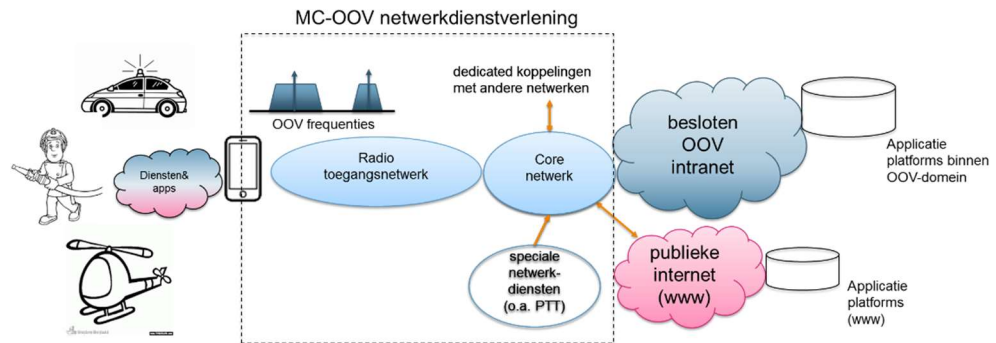 MC-OOV netwerkdienstverlening
OOV frequenties
dedicated koppelingen
met andere netwerken
Diensten&
apps
Radio
toegangsnetwerk
Core
netwerk
besloten
OOV
intranet
Applicatie
platforms binnen
OOV-domein
speciale
netwerk-
diensten
(o.a. PTT)
publieke
internet
(www)
Applicatie
platforms
(www)